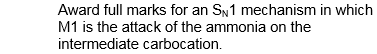 Award full marks for an SN1 mechanism in which
M1 is the attack of the ammonia on the
intermediate carbocation.